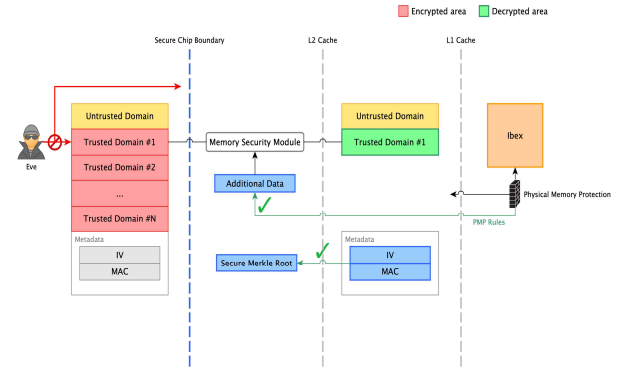 Encrypted area
Decrypted area
Secure Chip Boundary
L2 Cache
L1 Cache
Untrusted Domain
Trusted Domain #1
Trusted Domain #2
...
Trusted Domain #N
Eve
Metadata
IV
MAC
Memory Security Module
Additional Data
Secure Merkle Root
Untrusted Domain
Trusted Domain #1
Metadata
IV
MAC
Ibex
Physical Memory Protection
PMP Rules